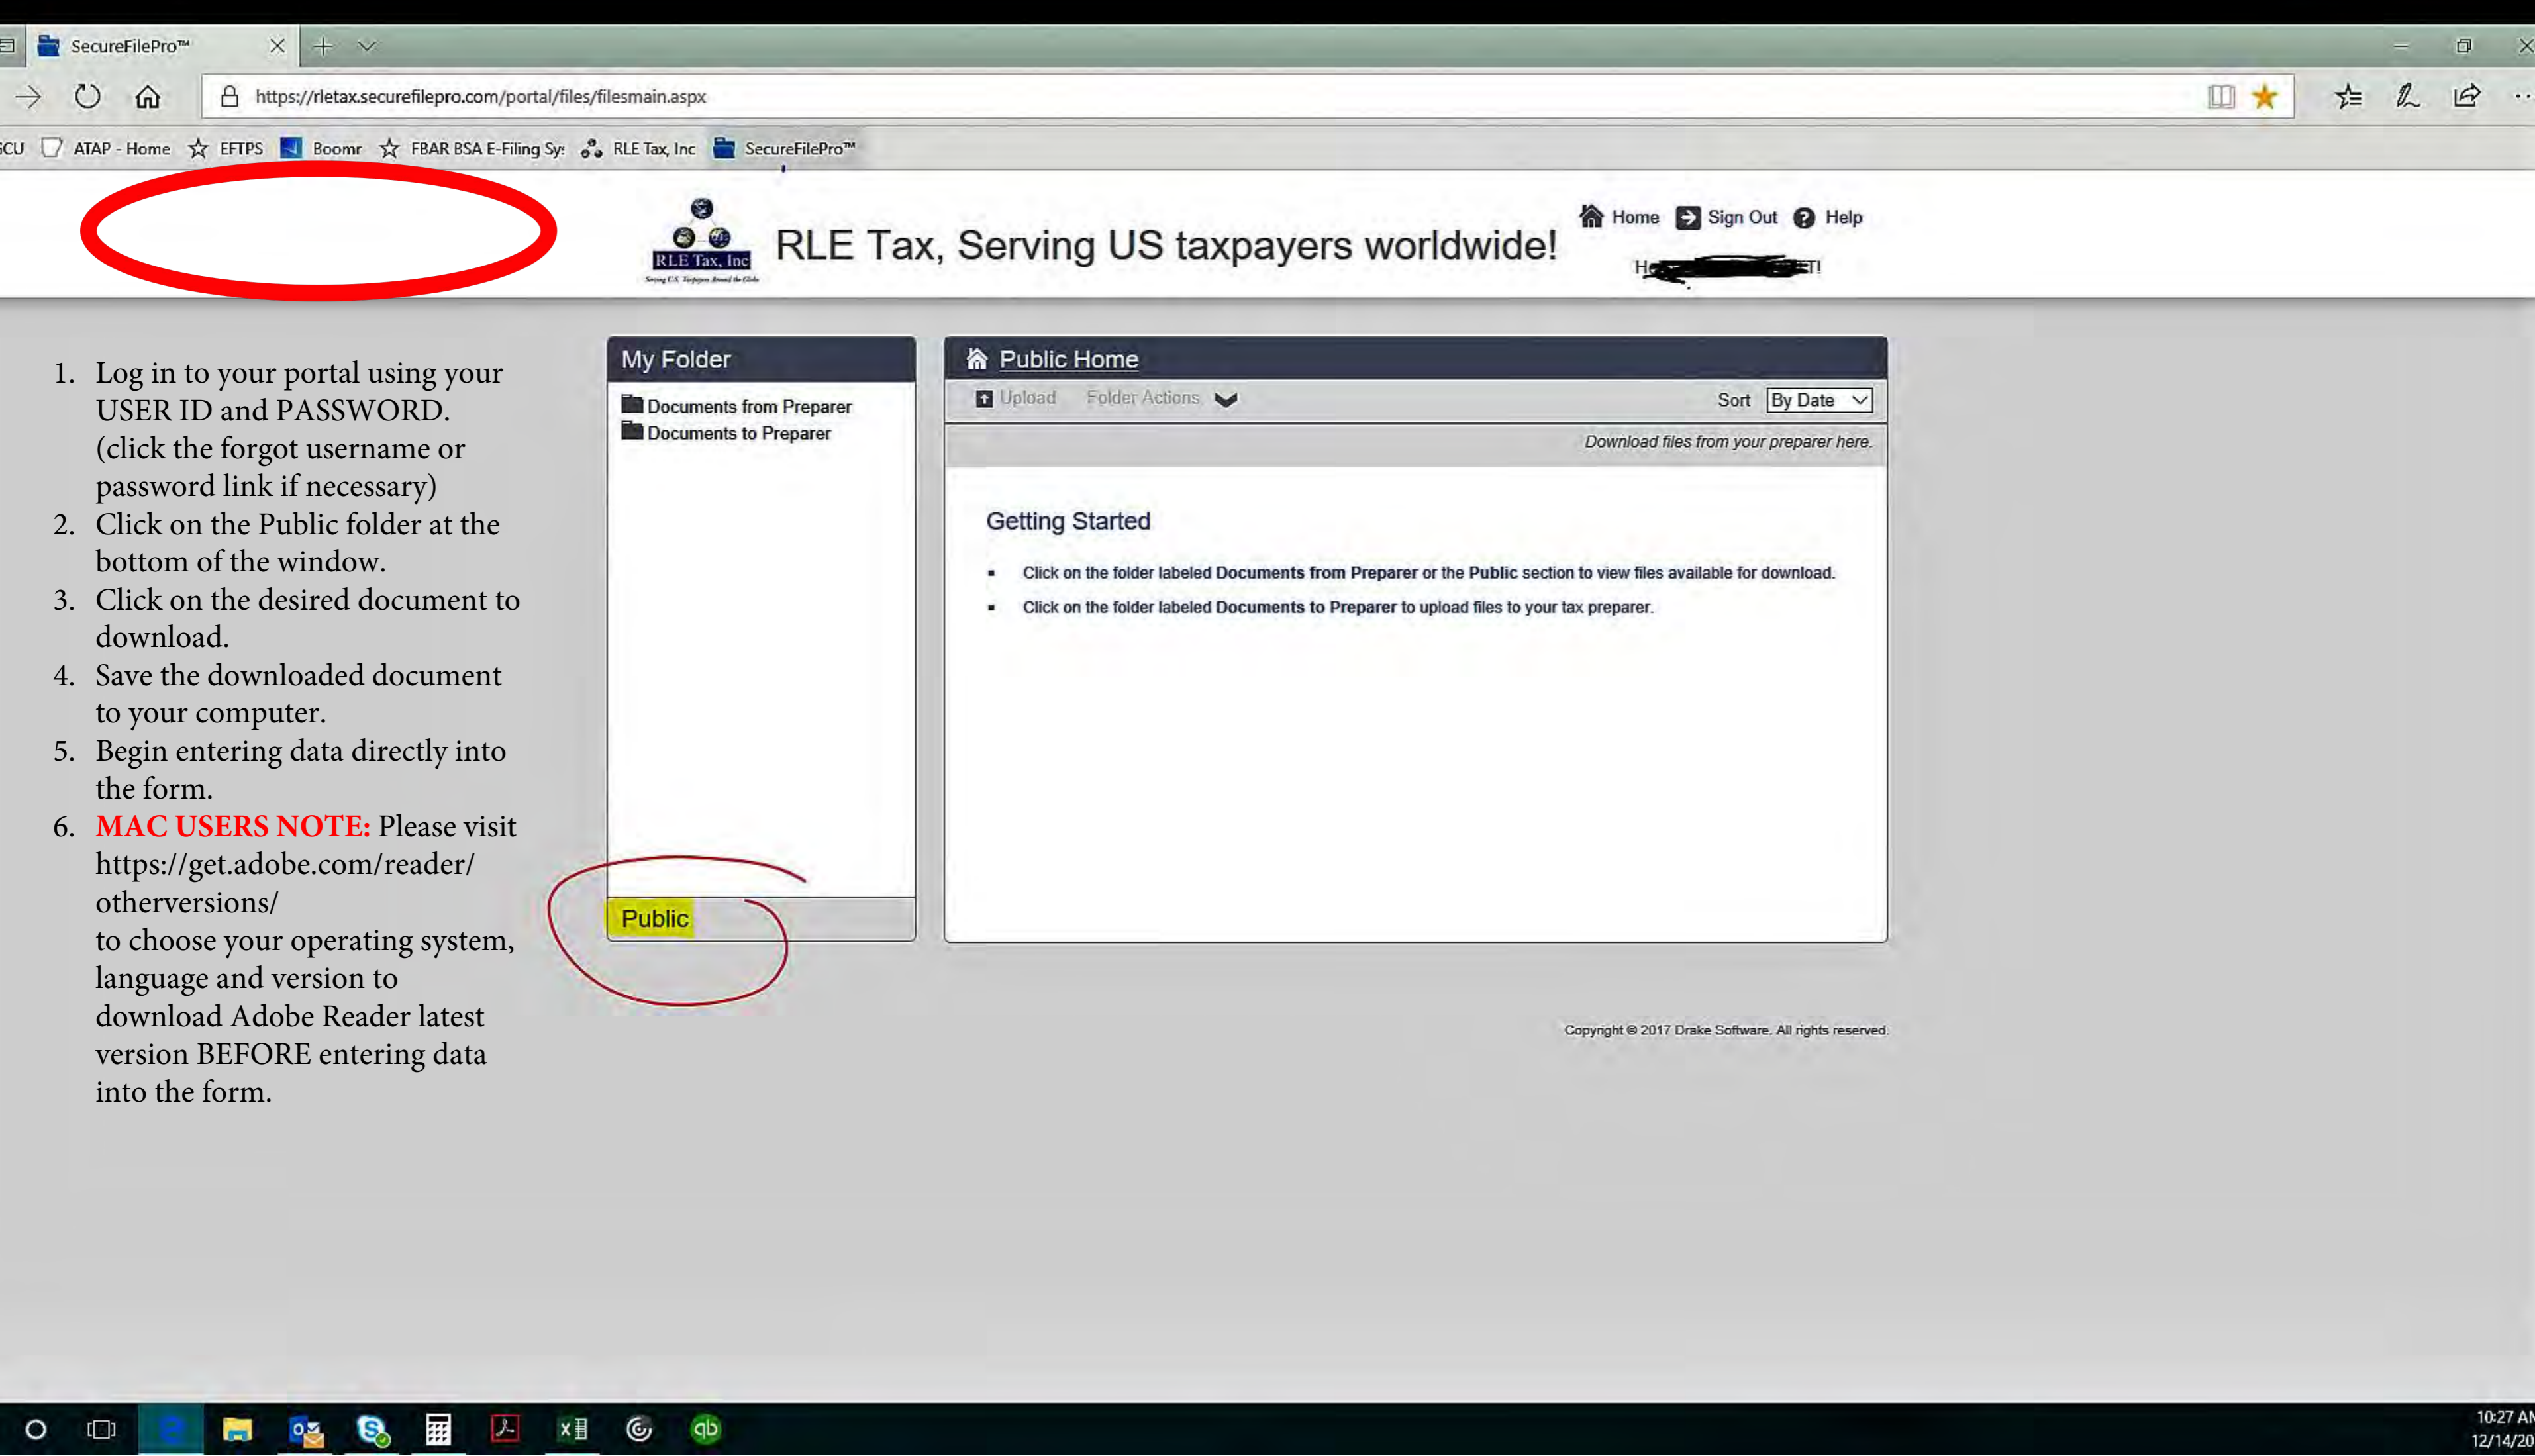 SecureFilePro™
https://rletax.securefilepro.com/portal/files/filesmain.aspx
ATAP - Home EFTPS Boomr FBAR BSA E-Filing Sy: RLE Tax, Inc SecureFilePro™
RLE Tax, Inc
Serving U.S. Taxpayers Around the Globe
RLE Tax, Serving US taxpayers worldwide!
Home Sign Out Help
1. Log in to your portal using your
USER ID and PASSWORD.
(click the forgot username or
password link if necessary)
2. Click on the Public folder at the
bottom of the window.
3. Click on the desired document to
download.
4. Save the downloaded document
to your computer.
5. Begin entering data directly into
the form.
6. MAC USERS NOTE: Please visit
https://get.adobe.com/reader/
otherversions/
to choose your operating system,
language and version to
download Adobe Reader latest
version BEFORE entering data
into the form.
My Folder
Documents from Preparer
Documents to Preparer
Public
Public Home
Upload Folder Actions Sort By Date
Download files from your preparer here.
Getting Started
▪ Click on the folder labeled Documents from Preparer or the Public section to view files available for download.
▪ Click on the folder labeled Documents to Preparer to upload files to your tax preparer.
Copyright © 2017 Drake Software. All rights reserved.
qb
10:27 AM
12/14/20